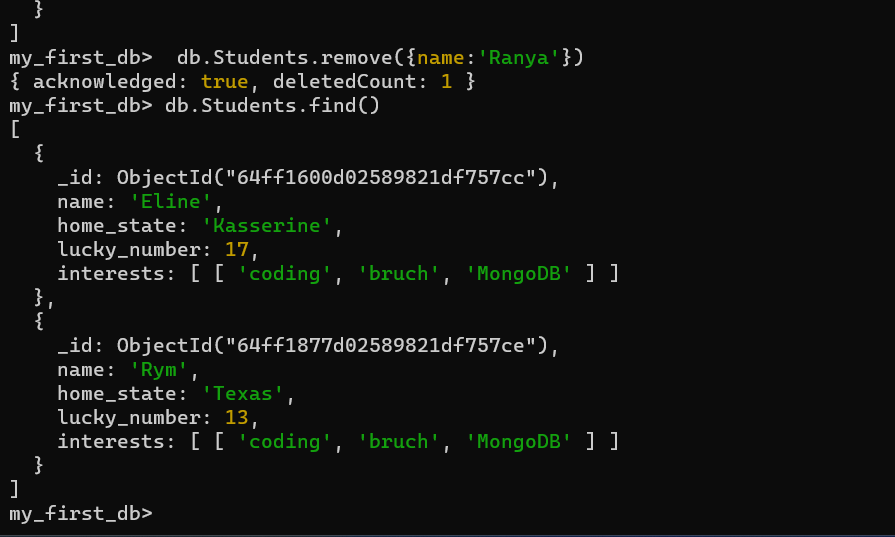 }
]
my_first_db>  db.Students.remove({name:'Ranya'})
{ acknowledged: true, deletedCount: 1 }
my_first_db> db.Students.find()
[
  {
    _id: ObjectId("64ff1600d02589821df757cc"),
    name: 'Eline',
    home_state: 'Kasserine',
    lucky_number: 17,
    interests: [ [ 'coding', 'bruch', 'MongoDB' ] ]
  },
  {
    _id: ObjectId("64ff1877d02589821df757ce"),
    name: 'Rym',
    home_state: 'Texas',
    lucky_number: 13,
    interests: [ [ 'coding', 'bruch', 'MongoDB' ] ]
  }
]
my_first_db>